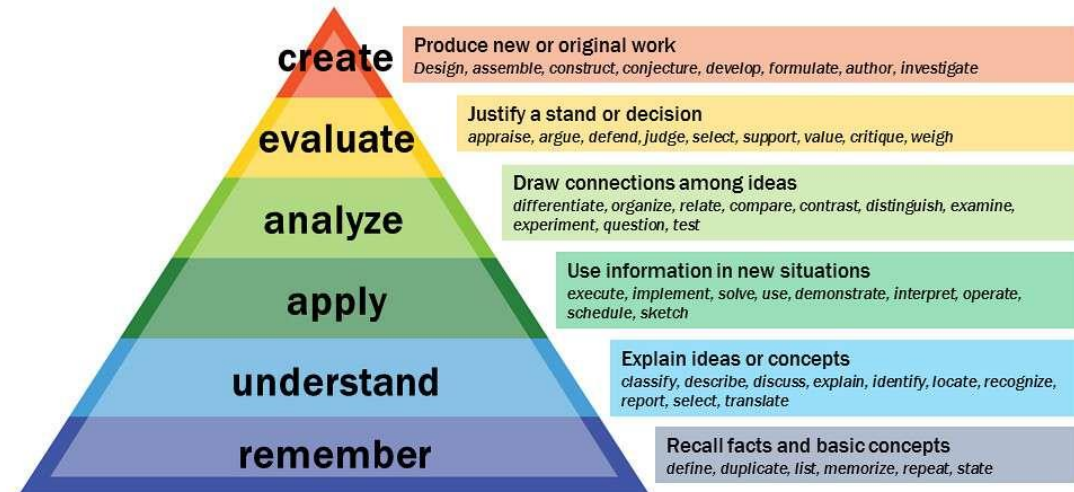 create
Produce new or original work
Design, assemble, construct, conjecture, develop, formulate, author, investigate
evaluate
Justify a stand or decision
appraise, argue, defend, judge, select, support, value, critique, weigh
analyze
Draw connections among ideas
differentiate, organize, relate, compare, contrast, distinguish, examine,
experiment, question, test
apply
Use information in new situations
execute, implement, solve, use, demonstrate, interpret, operate,
schedule, sketch
understand
Explain ideas or concepts
classify, describe, discuss, explain, identify, locate, recognize,
report, select, translate
remember
Recall facts and basic concepts
define, duplicate, list, memorize, repeat, state